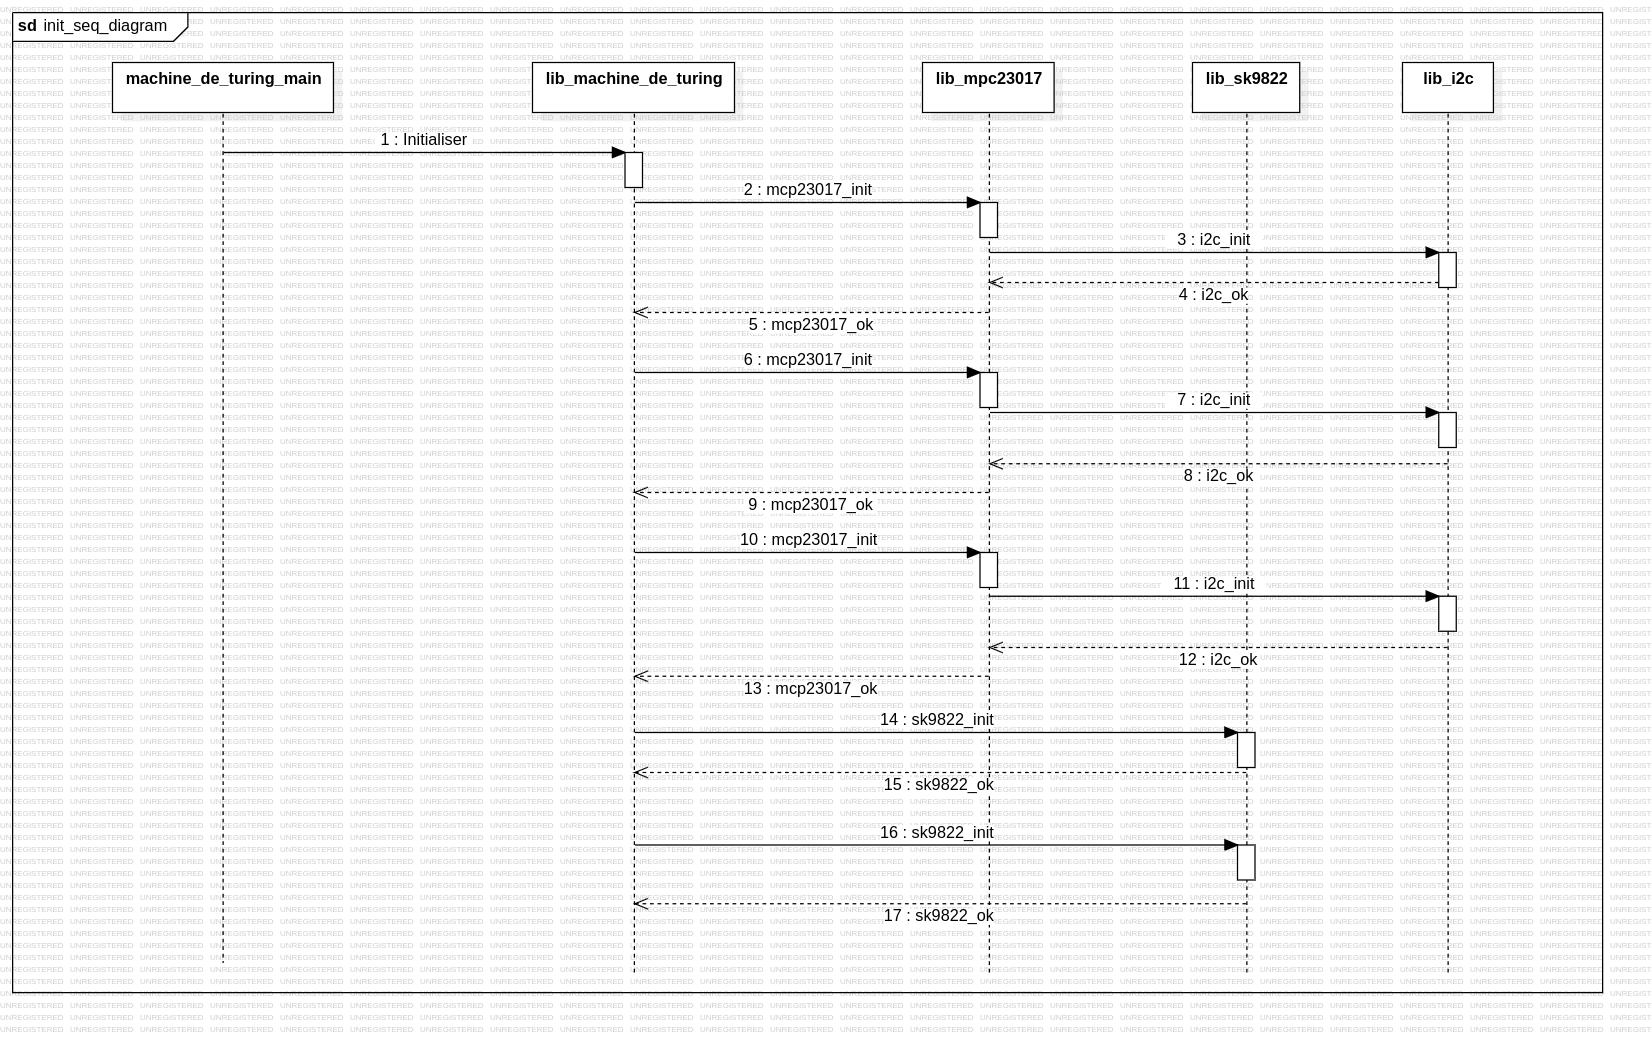 sd init_seq_diagram
machine_de_turing_main
lib_machine_de_turing
lib_mpc23017
lib_sk9822
lib_i2c
1 : Initialiser
2 : mcp23017_init
3 : i2c_init
4 : i2c_ok
5 : mcp23017_ok
6 : mcp23017_init
7 : i2c_init
8 : i2c_ok
9 : mcp23017_ok
10 : mcp23017_init
11 : i2c_init
12 : i2c_ok
13 : mcp23017_ok
14 : sk9822_init
15 : sk9822_ok
16 : sk9822_init
17 : sk9822_ok
UNREGISTERED